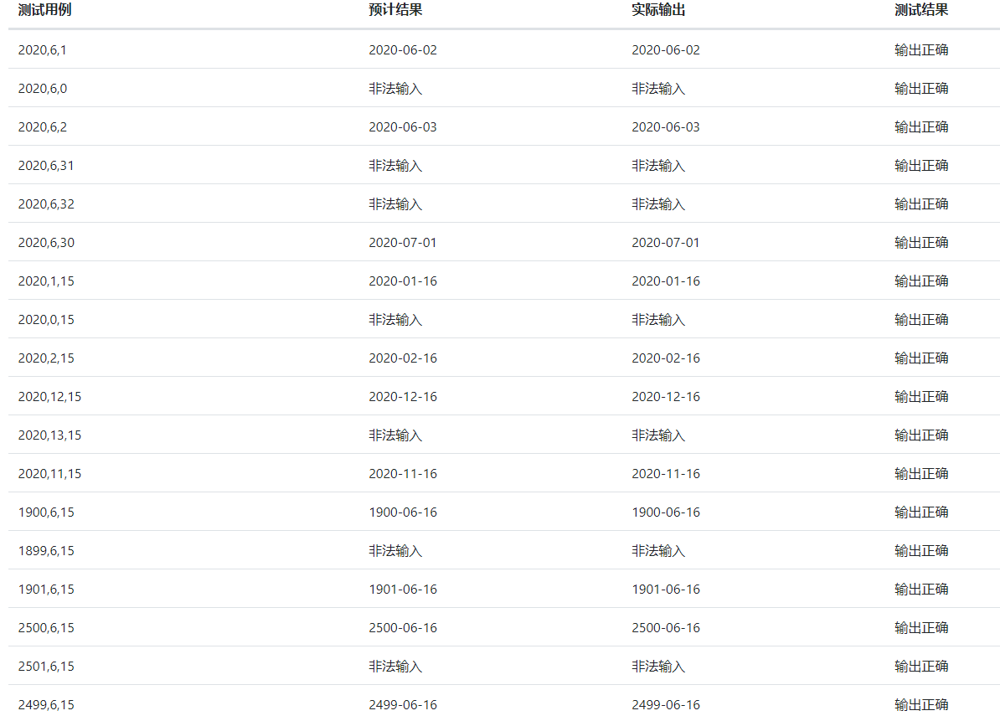 测试用例 预计结果 实际输出 测试结果
2020,6,1 2020-06-02 2020-06-02 输出正确
2020,6,0 非法输入 非法输入 输出正确
2020,6,2 2020-06-03 2020-06-03 输出正确
2020,6,31 非法输入 非法输入 输出正确
2020,6,32 非法输入 非法输入 输出正确
2020,6,30 2020-07-01 2020-07-01 输出正确
2020,1,15 2020-01-16 2020-01-16 输出正确
2020,0,15 非法输入 非法输入 输出正确
2020,2,15 2020-02-16 2020-02-16 输出正确
2020,12,15 2020-12-16 2020-12-16 输出正确
2020,13,15 非法输入 非法输入 输出正确
2020,11,15 2020-11-16 2020-11-16 输出正确
1900,6,15 1900-06-16 1900-06-16 输出正确
1899,6,15 非法输入 非法输入 输出正确
1901,6,15 1901-06-16 1901-06-16 输出正确
2500,6,15 2500-06-16 2500-06-16 输出正确
2501,6,15 非法输入 非法输入 输出正确
2499,6,15 2499-06-16 2499-06-16 输出正确